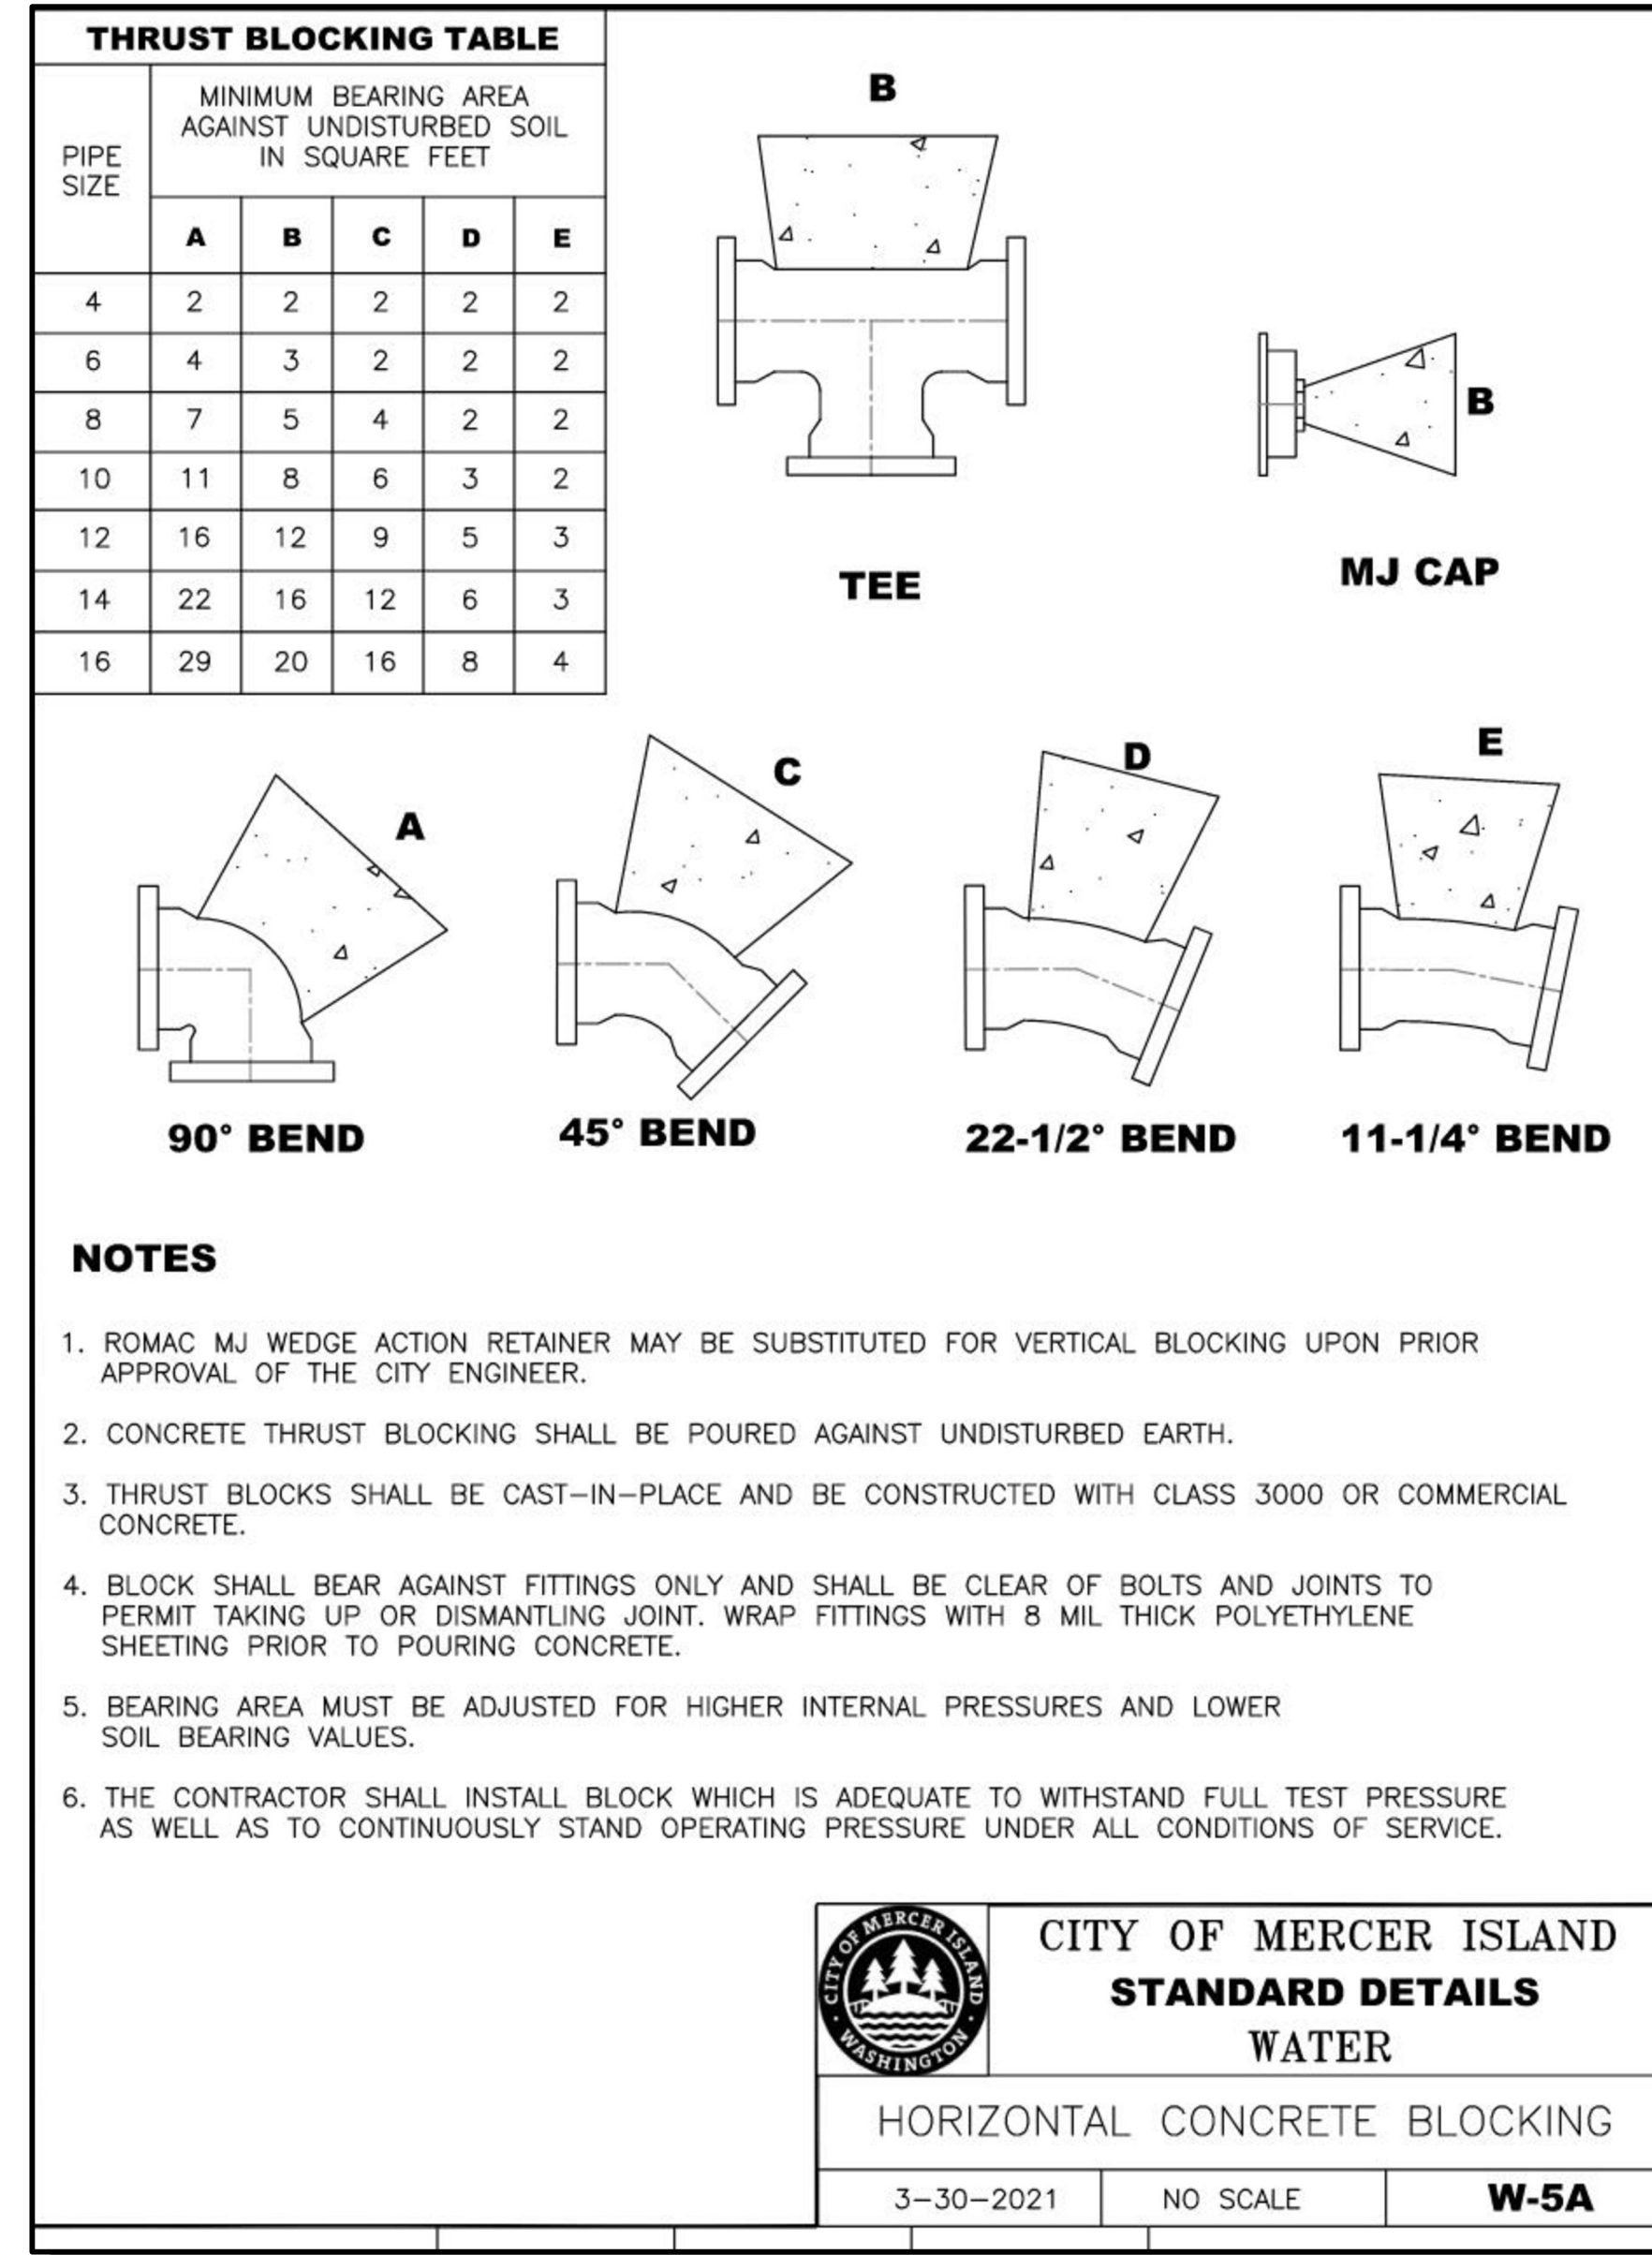 THRUST BLOCKING TABLE
PIPE
SIZE
MINIMUM BEARING AREA
AGAINST UNDISTURBED SOIL
IN SQUARE FEET
A B C D E
4 2 2 2 2 2
6 4 3 2 2 2
8 7 5 4 2 2
10 11 8 6 3 2
12 16 12 9 5 3
14 22 16 12 6 3
16 29 20 16 8 4
B
TEE
B
MJ CAP
A
90° BEND
C
45° BEND
D
22-1/2° BEND
E
11-1/4° BEND
NOTES
1. ROMAC MJ WEDGE ACTION RETAINER MAY BE SUBSTITUTED FOR VERTICAL BLOCKING UPON PRIOR
APPROVAL OF THE CITY ENGINEER.
2. CONCRETE THRUST BLOCKING SHALL BE POURED AGAINST UNDISTURBED EARTH.
3. THRUST BLOCKS SHALL BE CAST-IN-PLACE AND BE CONSTRUCTED WITH CLASS 3000 OR COMMERCIAL
CONCRETE.
4. BLOCK SHALL BEAR AGAINST FITTINGS ONLY AND SHALL BE CLEAR OF BOLTS AND JOINTS TO
PERMIT TAKING UP OR DISMANTLING JOINT. WRAP FITTINGS WITH 8 MIL THICK POLYETHYLENE
SHEETING PRIOR TO POURING CONCRETE.
5. BEARING AREA MUST BE ADJUSTED FOR HIGHER INTERNAL PRESSURES AND LOWER
SOIL BEARING VALUES.
6. THE CONTRACTOR SHALL INSTALL BLOCK WHICH IS ADEQUATE TO WITHSTAND FULL TEST PRESSURE
AS WELL AS TO CONTINUOUSLY STAND OPERATING PRESSURE UNDER ALL CONDITIONS OF SERVICE.
CITY OF MERCER ISLAND
WASHINGTON
CITY OF MERCER ISLAND
STANDARD DETAILS
WATER
HORIZONTAL CONCRETE BLOCKING
3-30-2021 NO SCALE W-5A